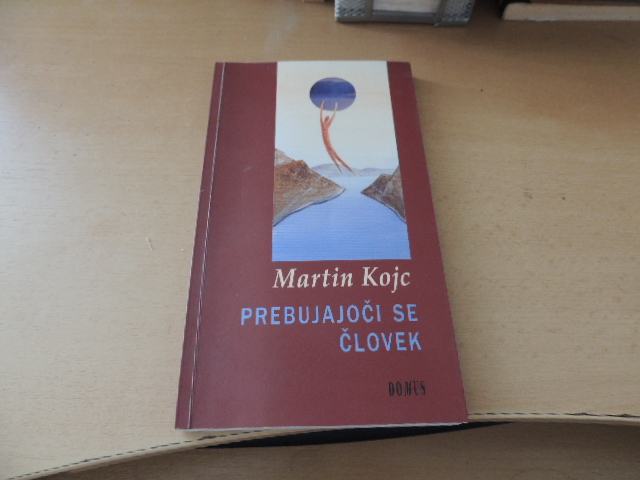 Martin Kojc
PREBUJAJOČI SE
ČLOVEK
DOMUS